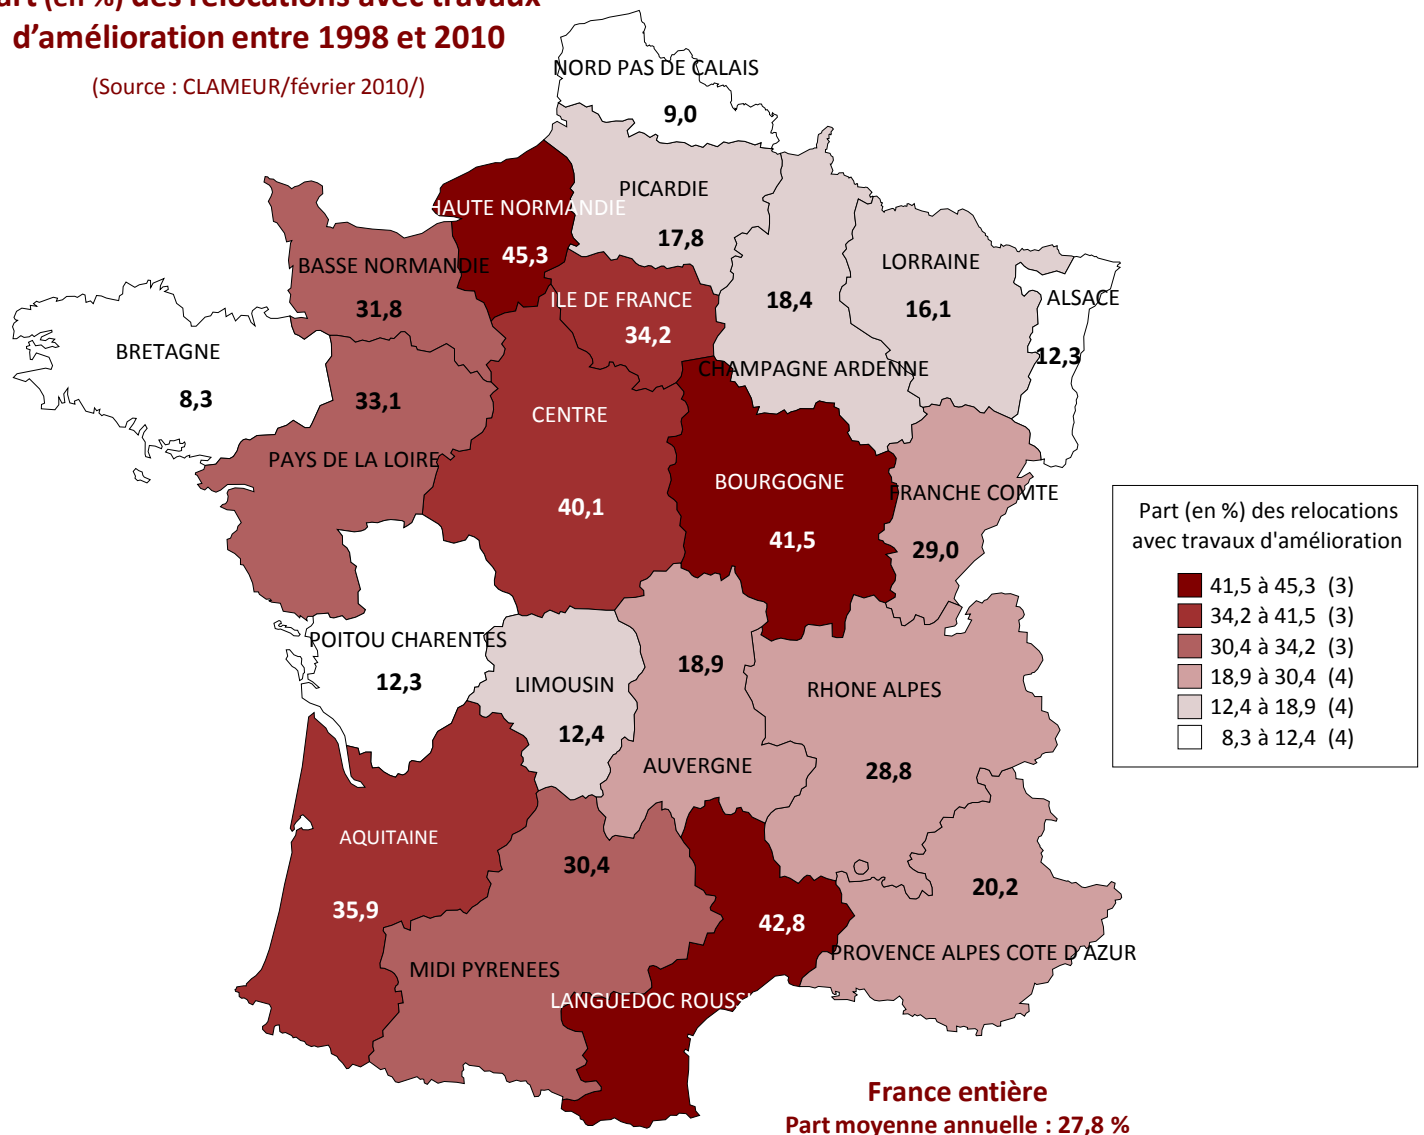 (en %) des relocations avec travaux
d’amélioration entre 1998 et 2010
(Source : CLAMEUR/février 2010/)
NORD PAS DE CALAIS
9,0
PICARDIE
17,8
HAUTE NORMANDIE
45,3
BASSE NORMANDIE
31,8
ILE DE FRANCE
34,2
18,4
CHAMPAGNE ARDENNE
LORRAINE
16,1
ALSACE
12,3
BRETAGNE
8,3
33,1
PAYS DE LA LOIRE
CENTRE
40,1
BOURGOGNE
41,5
FRANCHE COMTE
29,0
Part (en %) des relocations
avec travaux d'amélioration
41,5 à 45,3 (3)
34,2 à 41,5 (3)
30,4 à 34,2 (3)
18,9 à 30,4 (4)
12,4 à 18,9 (4)
8,3 à 12,4 (4)
POITOU CHARENTES
12,3
LIMOUSIN
12,4
18,9
AUVERGNE
RHONE ALPES
28,8
AQUITAINE
35,9
30,4
MIDI PYRENEES
42,8
LANGUEDOC ROUSS
20,2
PROVENCE ALPES COTE D AZUR
France entière
Part moyenne annuelle : 27,8 %